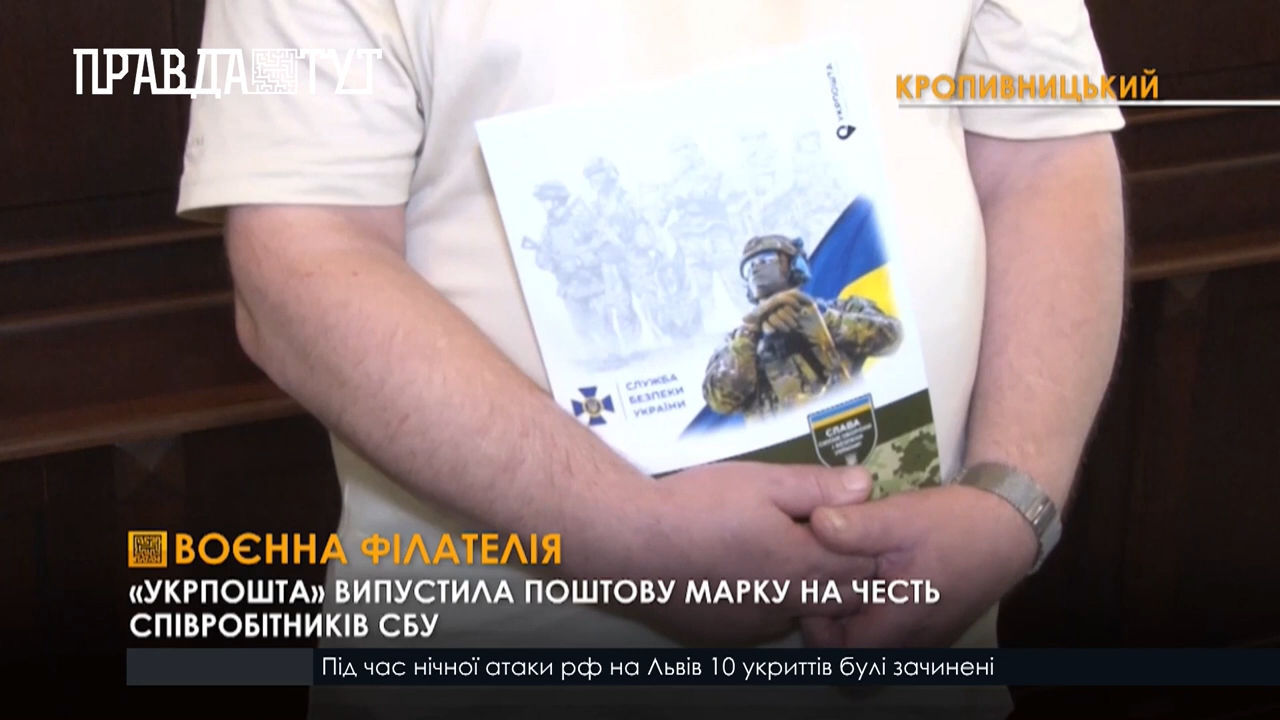 ПРАВДА ТУТ
КРОПИВНИЦЬКИЙ
УКРПОШТА
СЛУЖБА
БЕЗПЕКИ
УКРАЇНИ
СЛАВА
ВОЄННА ФІЛАТЕЛІЯ
«УКРПОШТА» ВИПУСТИЛА ПОШТОВУ МАРКУ НА ЧЕСТЬ
СПІВРОБІТНИКІВ СБУ
Під час нічної атаки рф на Львів 10 укриттів булі зачинені